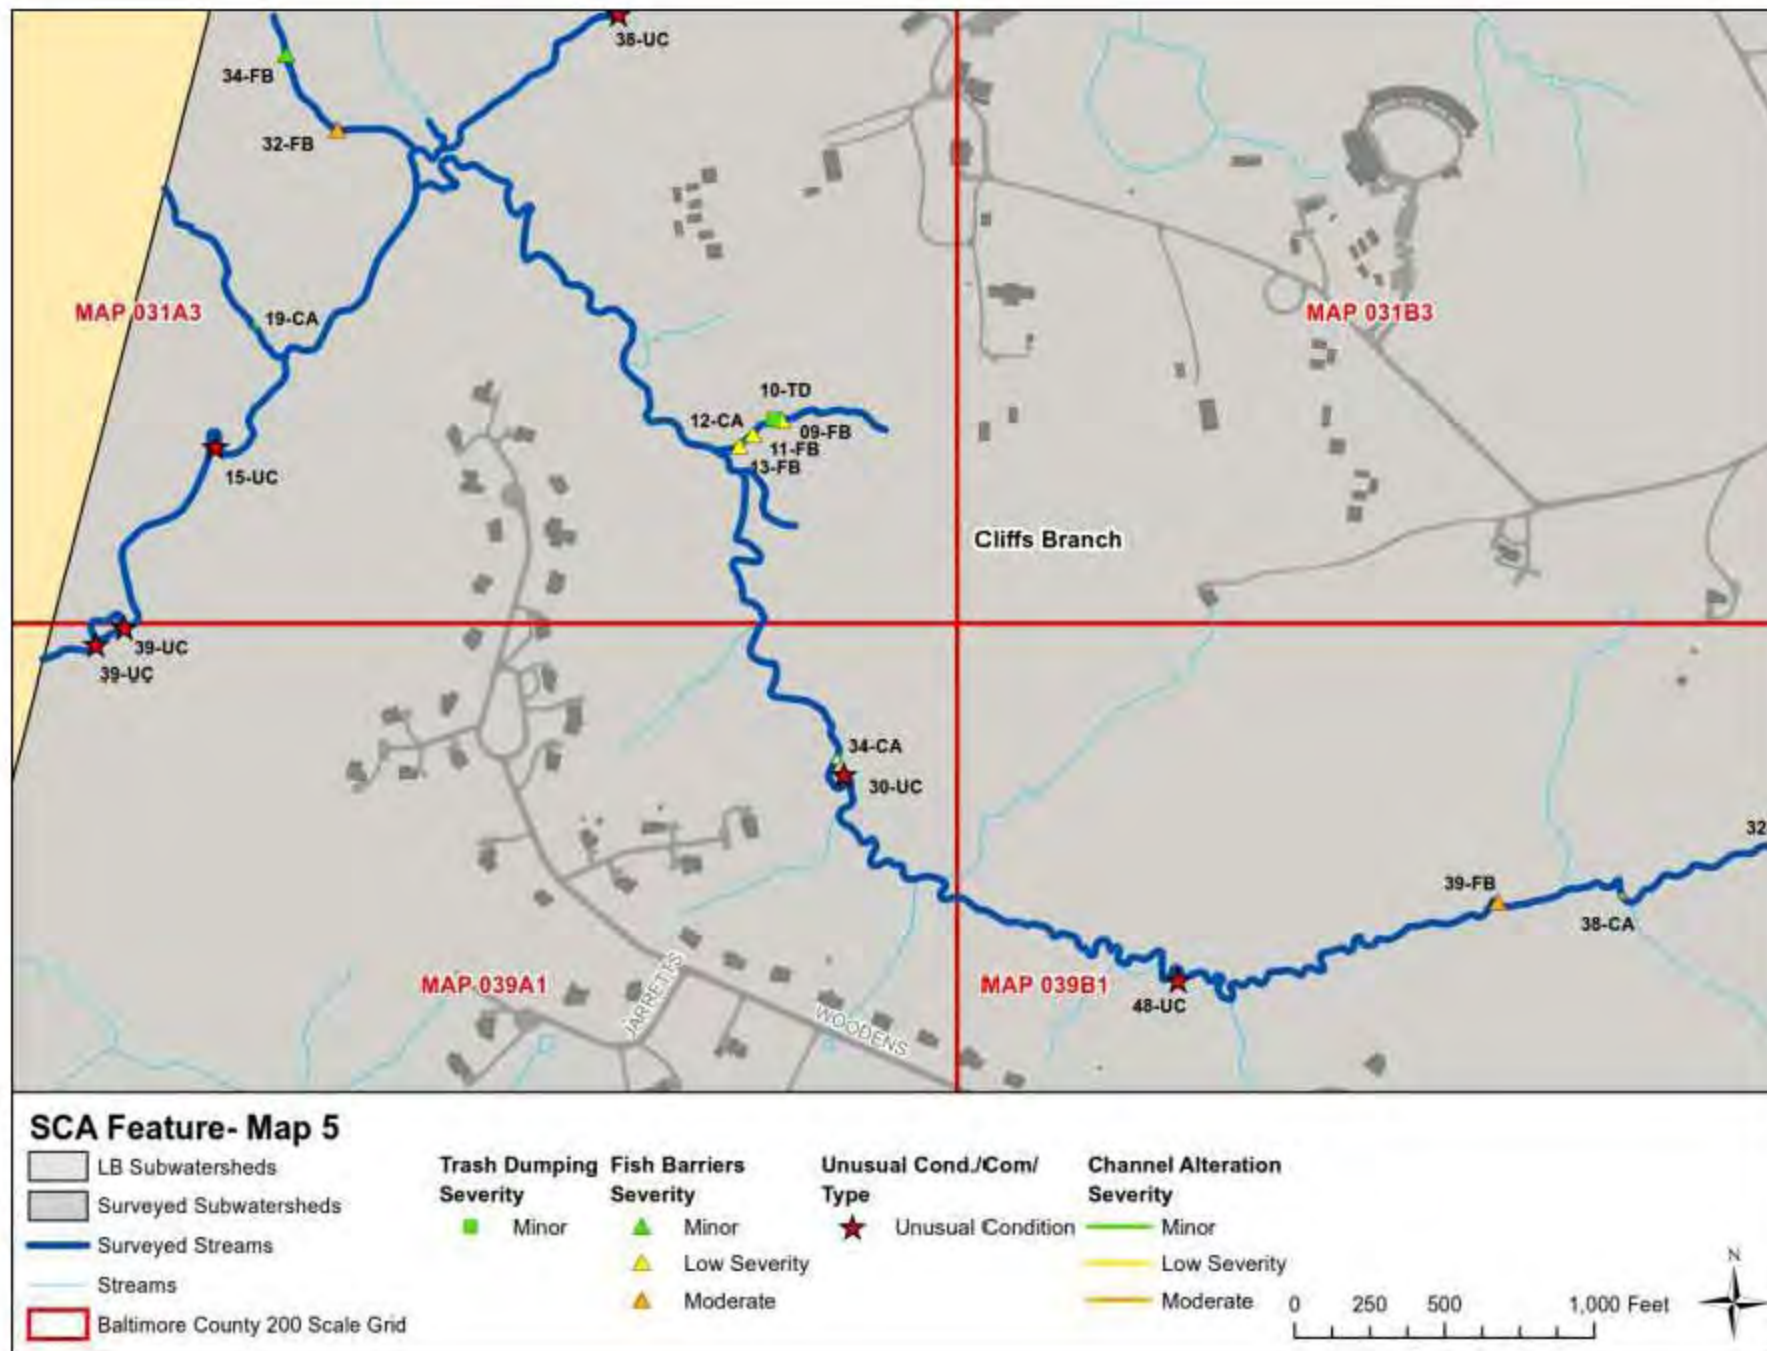 38-UC
34-FB
32-FB
MAP 031A3
MAP 031B3
19-CA
10-TD
12-CA
09-FB
11-FB
13-FB
15-UC
Cliffs Branch
39-UC
39-UC
34-CA
30-UC
32
39-FB
38-CA
MAP 039A1
MAP 039B1
JARRETTS
WOODENS
48-UC
SCA Feature- Map 5
LB Subwatersheds
Surveyed Subwatersheds
Surveyed Streams
Streams
Baltimore County 200 Scale Grid
Trash Dumping
Severity
Minor
Fish Barriers
Severity
Minor
Low Severity
Moderate
Unusual Cond./Com/
Type
Unusual Condition
Channel Alteration
Severity
Minor
Low Severity
Moderate
0 250 500 1,000 Feet
N